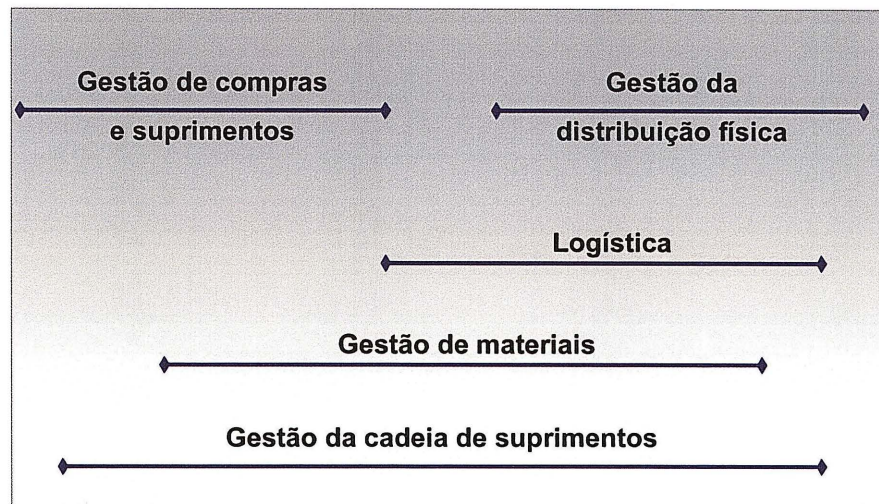 Gestão de compras
e suprimentos
Gestão da
distribuição física
Logística
Gestão de materiais
Gestão da cadeia de suprimentos